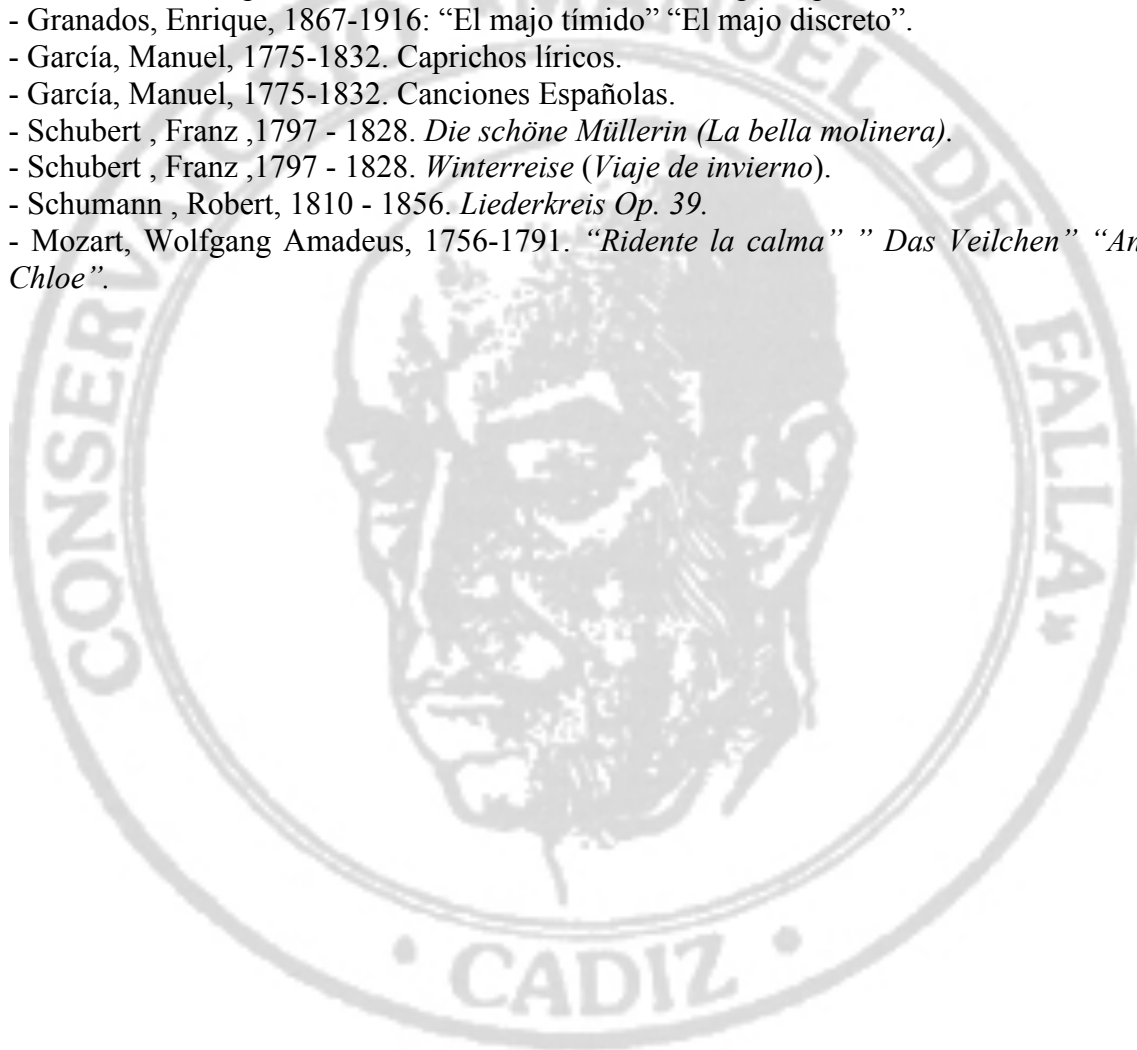 - Granados, Enrique, 1867-1916: “El majo tímido” “El majo discreto”.
- García, Manuel, 1775-1832. Caprichos líricos.
- García, Manuel, 1775-1832. Canciones Españolas.
- Schubert , Franz ,1797 - 1828. Die schöne Müllerin (La bella molinera).
- Schubert , Franz ,1797 - 1828. Winterreise (Viaje de invierno).
- Schumann , Robert, 1810 - 1856. Liederkreis Op. 39.
- Mozart, Wolfgang Amadeus, 1756-1791. “Ridente la calma” ” Das Veilchen” “An
Chloe”.
DE FALLA»
• CADIZ •